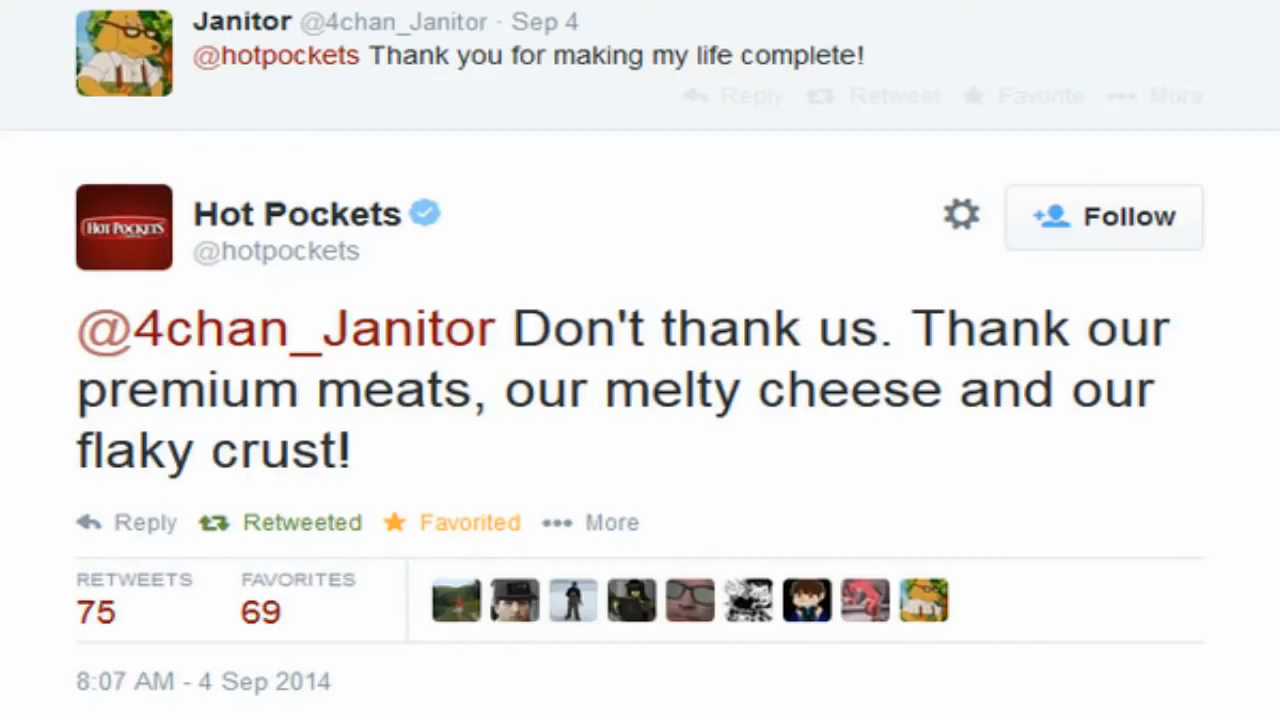 Janitor @4chan_Janitor · Sep 4
@hotpockets Thank you for making my life complete!
Reply Retweet Favorite ••• More
HOT POCKETS
Hot Pockets
Follow
@hotpockets
@4chan_Janitor Don't thank us. Thank our
premium meats, our melty cheese and our
flaky crust!
Reply Retweeted Favorited ••• More
RETWEETS FAVORITES
75 69
8:07 AM - 4 Sep 2014